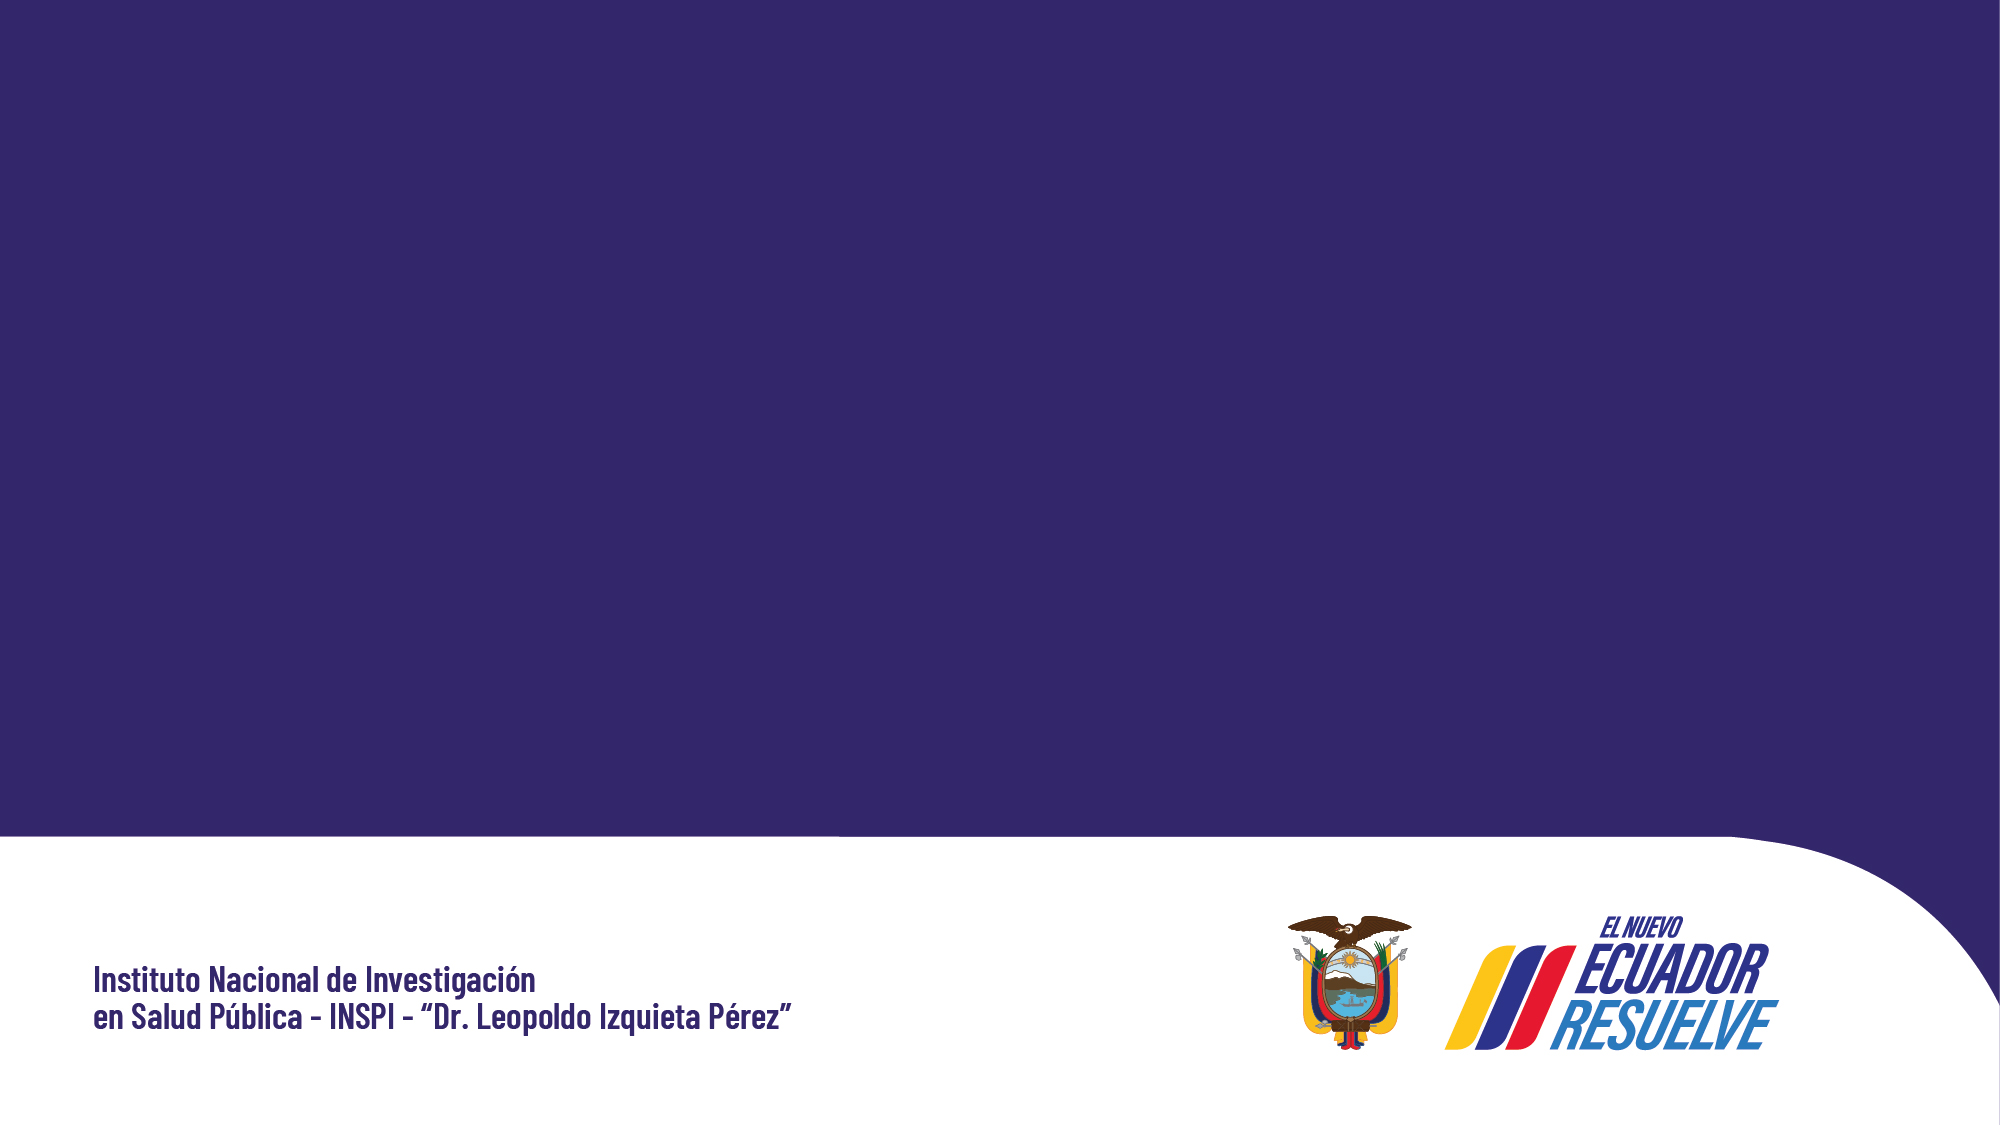 Instituto Nacional de Investigación
en Salud Pública - INSPI - “Dr. Leopoldo Izquieta Pérez”
EL NUEVO
ECUADOR
RESUELVE